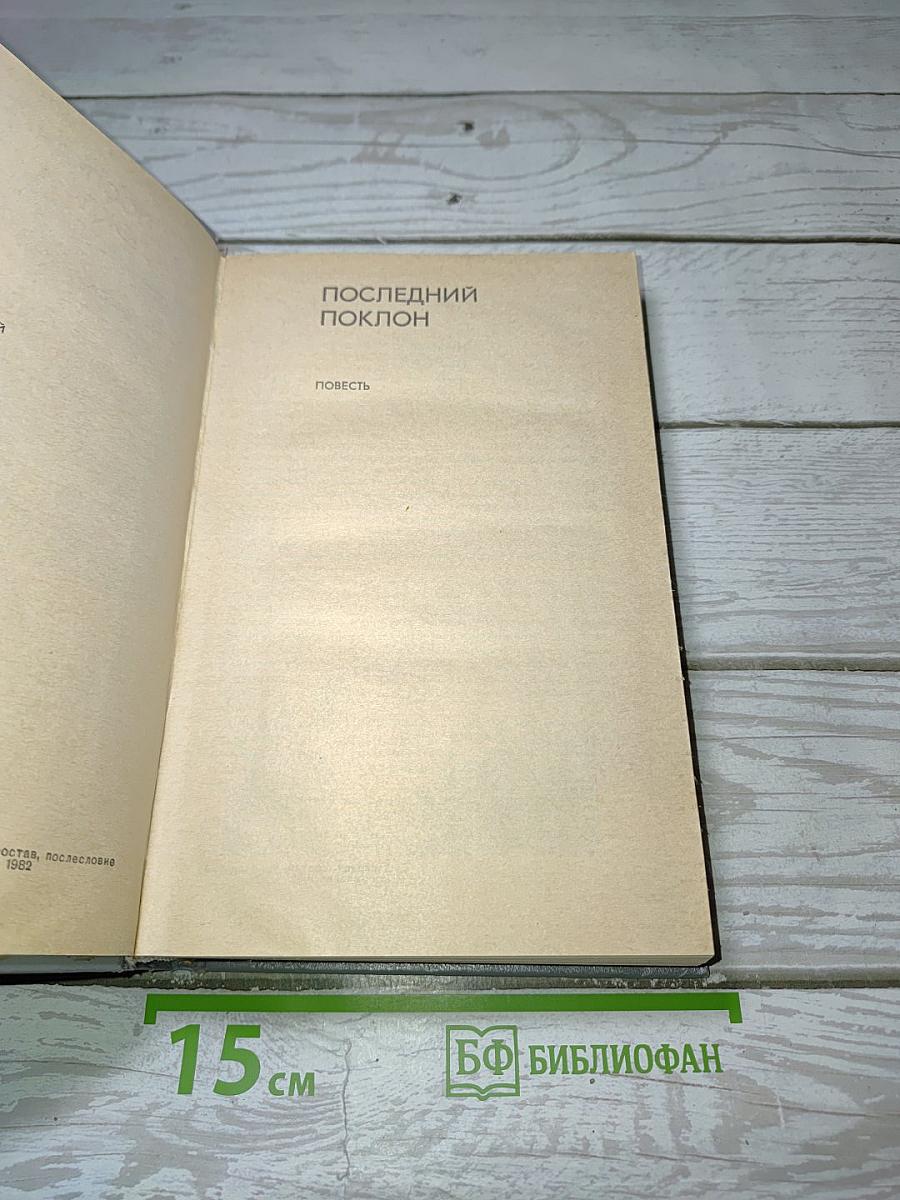 й
остав, послесловие
1982
ПОСЛЕДНИЙ
ПОКЛОН
ПОВЕСТЬ
15 см
БФ БИБЛИОФАН